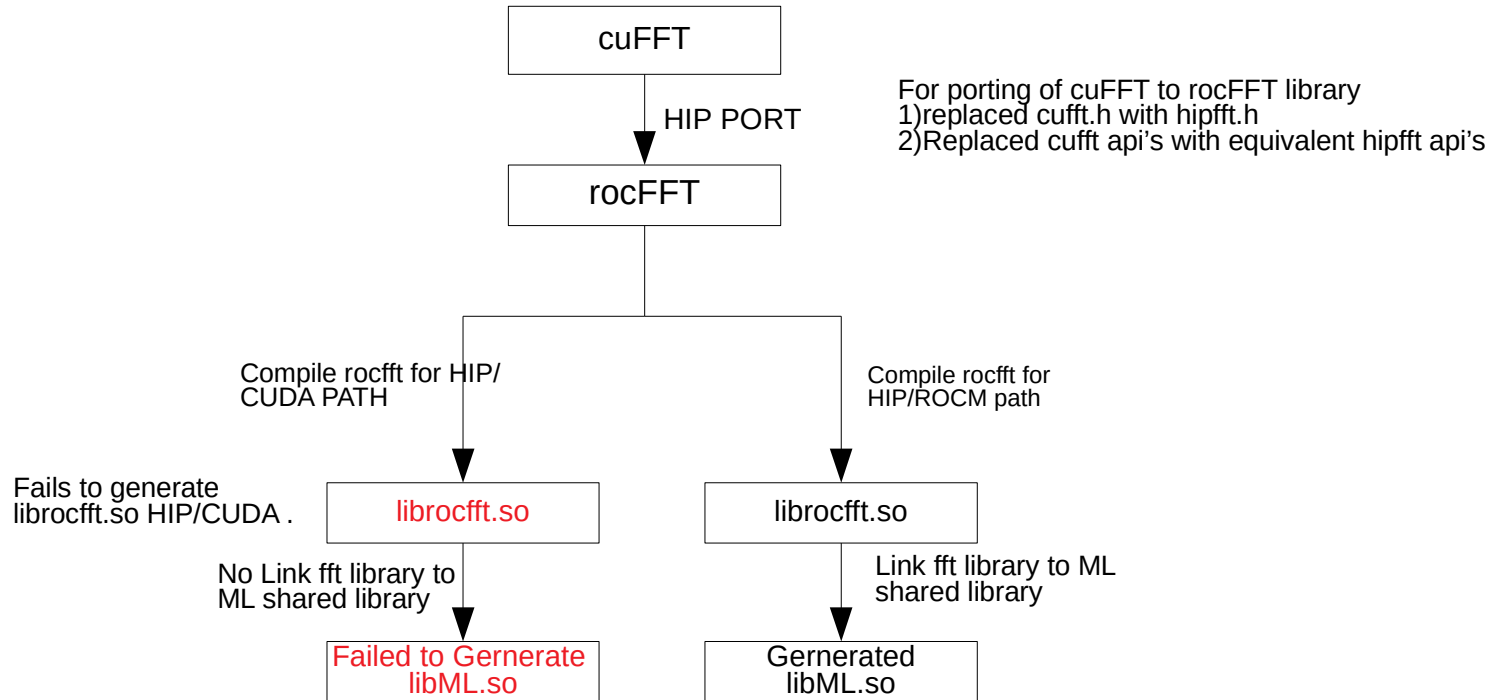 cuFFT
HIP PORT
For porting of cuFFT to rocFFT library
1)replaced cufft.h with hipfft.h
2)Replaced cufft api’s with equivalent hipfft api’s
rocFFT
Compile rocfft for HIP/
CUDA PATH
Compile rocfft for
HIP/ROCM path
Fails to generate
librocfft.so HIP/CUDA .
librocfft.so
librocfft.so
No Link fft library to
ML shared library
Link fft library to ML
shared library
Failed to Gernerate
libML.so
Gernerated
libML.so